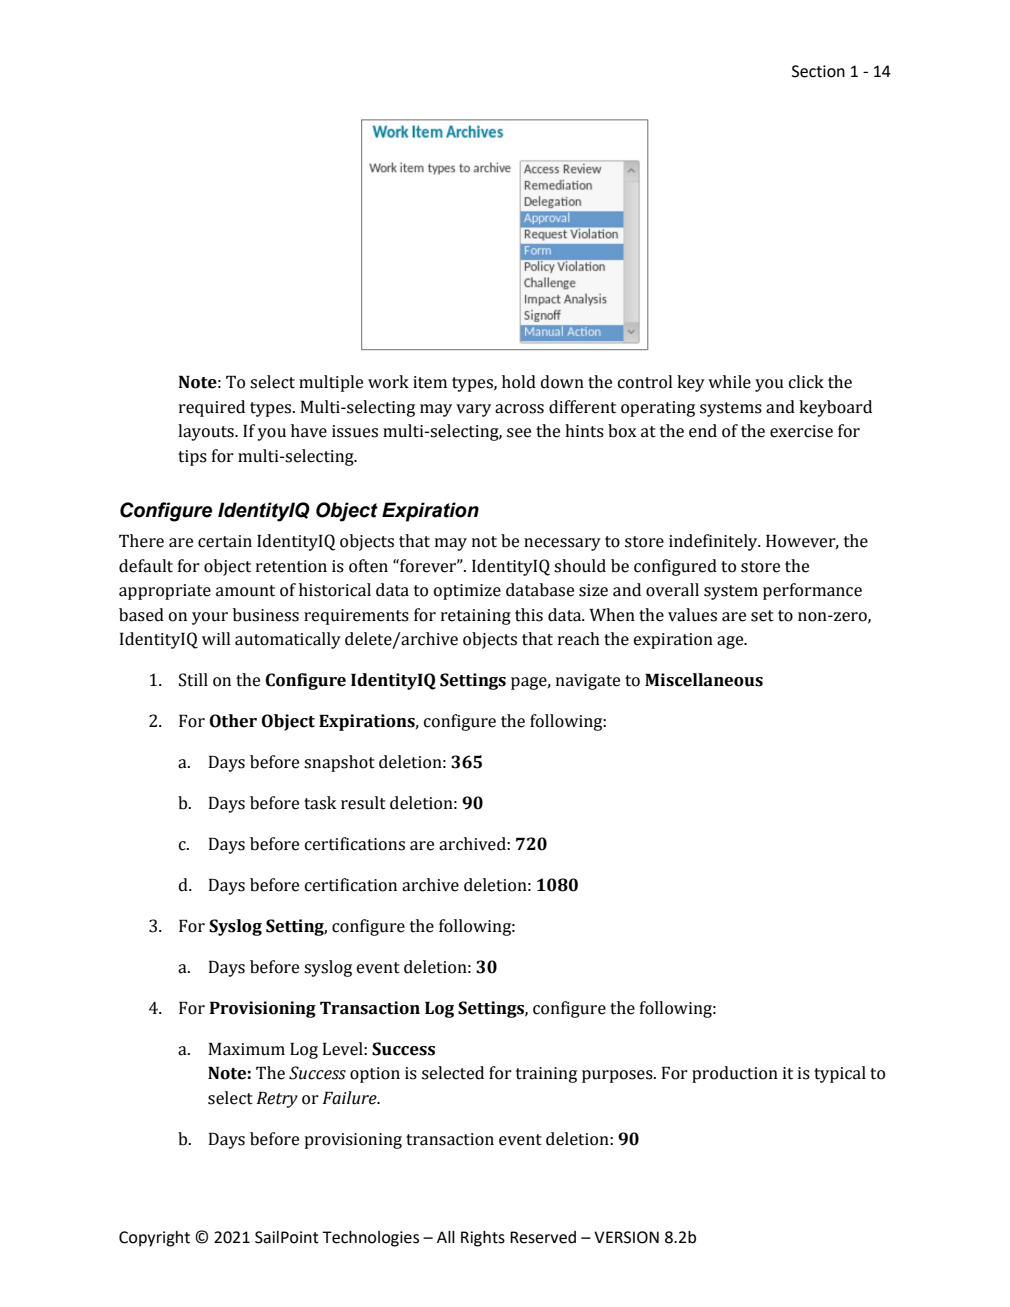 Section 1 - 14
Work Item Archives
Work item types to archive
Access Review
Remediation
Delegation
Approval
Request Violation
Form
Policy Violation
Challenge
Impact Analysis
Signoff
Manual Action
Note: To select multiple work item types, hold down the control key while you click the
required types. Multi-selecting may vary across different operating systems and keyboard
layouts. If you have issues multi-selecting, see the hints box at the end of the exercise for
tips for multi-selecting.
Configure IdentityIQ Object Expiration
There are certain IdentityIQ objects that may not be necessary to store indefinitely. However, the
default for object retention is often “forever”. IdentityIQ should be configured to store the
appropriate amount of historical data to optimize database size and overall system performance
based on your business requirements for retaining this data. When the values are set to non-zero,
IdentityIQ will automatically delete/archive objects that reach the expiration age.
1. Still on the Configure IdentityIQ Settings page, navigate to Miscellaneous
2. For Other Object Expirations, configure the following:
a. Days before snapshot deletion: 365
b. Days before task result deletion: 90
c. Days before certifications are archived: 720
d. Days before certification archive deletion: 1080
3. For Syslog Setting, configure the following:
a. Days before syslog event deletion: 30
4. For Provisioning Transaction Log Settings, configure the following:
a. Maximum Log Level: Success
Note: The Success option is selected for training purposes. For production it is typical to
select Retry or Failure.
b. Days before provisioning transaction event deletion: 90
Copyright © 2021 SailPoint Technologies – All Rights Reserved – VERSION 8.2b